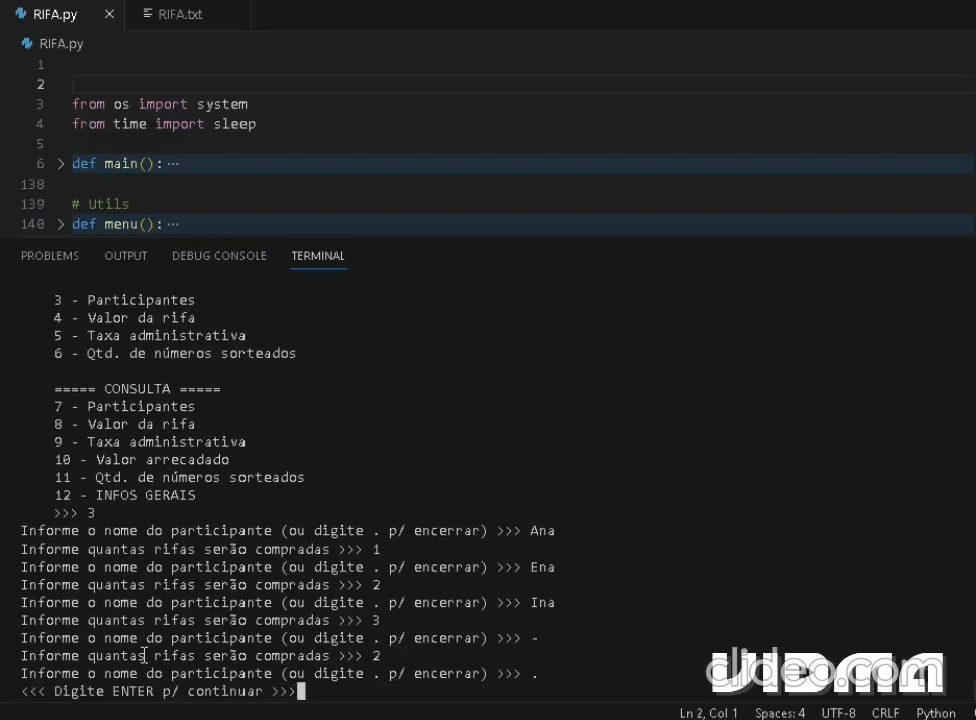 RIFA.py × RIFA.txt
RIFA.py
1
2
3 from os import system
4 from time import sleep
5
6 > def main():⋯
138
139 # Utils
140 > def menu():⋯
PROBLEMS OUTPUT DEBUG CONSOLE TERMINAL
3 - Participantes
4 - Valor da rifa
5 - Taxa administrativa
6 - Qtd. de números sorteados
===== CONSULTA =====
7 - Participantes
8 - Valor da rifa
9 - Taxa administrativa
10 - Valor arrecadado
11 - Qtd. de números sorteados
12 - INFOS GERAIS
>>> 3
Informe o nome do participante (ou digite . p/ encerrar) >>> Ana
Informe quantas rifas serão compradas >>> 1
Informe o nome do participante (ou digite . p/ encerrar) >>> Ena
Informe quantas rifas serão compradas >>> 2
Informe o nome do participante (ou digite . p/ encerrar) >>> Ina
Informe quantas rifas serão compradas >>> 3
Informe o nome do participante (ou digite . p/ encerrar) >>> -
Informe quantas rifas serão compradas >>> 2
Informe o nome do participante (ou digite . p/ encerrar) >>> .
<<< Digite ENTER p/ continuar >>>
clideo.com
Ln 2, Col 1 Spaces: 4 UTF-8 CRLF Python